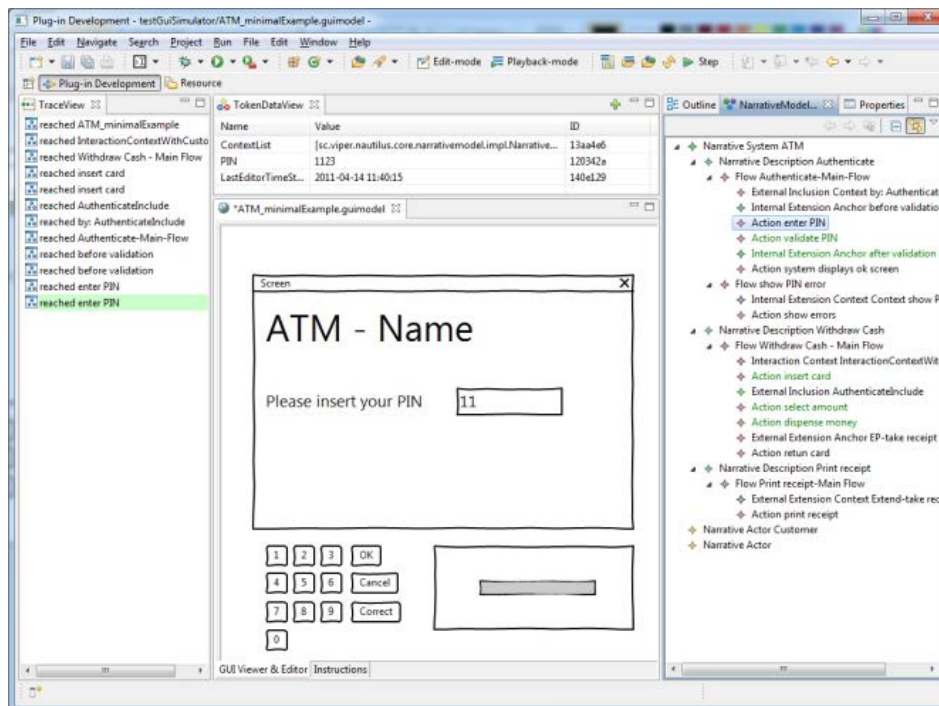 Plug-in Development - testGuiSimulator/ATM_minimalExample.guimodel -
File Edit Navigate Search Project Run File Edit Window Help
Edit-mode Playback-mode Step
Plug-in Development Resource
TraceView
reached ATM_minimalExample
reached InteractionContextWithCusto
reached Withdraw Cash - Main Flow
reached insert card
reached insert card
reached AuthenticateInclude
reached by: AuthenticateInclude
reached Authenticate-Main-Flow
reached before validation
reached before validation
reached enter PIN
reached enter PIN
TokenDataView
Name Value ID
ContextList [sc.viper.nautilus.core.narrativemodel.impl.Narrative... 13aa4e6
PIN 1123 120342e
LastEditorTimeSt... 2011-04-14 11:40:15 140e129
*ATM_minimalExample.guimodel
Screen X
ATM - Name
Please insert your PIN 11
1 2 3 OK
4 5 6 Cancel
7 8 9 Correct
0
GUI Viewer & Editor Instructions
Outline NarrativeModel... Properties
Narrative System ATM
Narrative Description Authenticate
Flow Authenticate-Main-Flow
External Inclusion Context by: Authenticat
Internal Extension Anchor before validatio
Action enter PIN
Action validate PIN
Internal Extension Anchor after validation
Action system displays ok screen
Flow show PIN error
Internal Extension Context Context show P
Action show errors
Narrative Description Withdraw Cash
Flow Withdraw Cash - Main Flow
Interaction Context InteractionContextWit
Action insert card
External Inclusion AuthenticateInclude
Action select amount
Action dispense money
External Extension Anchor EP-take receipt
Action retun card
Narrative Description Print receipt
Flow Print receipt-Main Flow
External Extension Context Extend-take rec
Action print receipt
Narrative Actor Customer
Narrative Actor